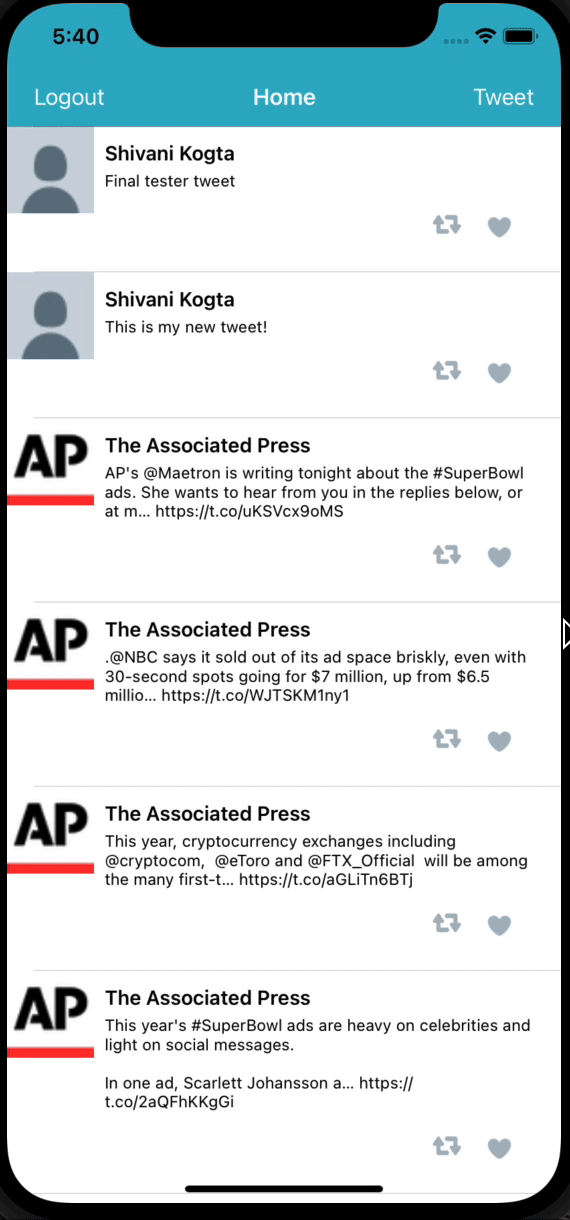 5:40
Logout Home Tweet
Shivani Kogta
Final tester tweet
Shivani Kogta
This is my new tweet!
AP
The Associated Press
AP's @Maetron is writing tonight about the #SuperBowl
ads. She wants to hear from you in the replies below, or
at m... https://t.co/uKSVcx9oMS
AP
The Associated Press
.@NBC says it sold out of its ad space briskly, even with
30-second spots going for $7 million, up from $6.5
millio... https://t.co/WJTSKM1ny1
AP
The Associated Press
This year, cryptocurrency exchanges including
@cryptocom,  @eToro and @FTX_Official  will be among
the many first-t... https://t.co/aGLiTn6BTj
AP
The Associated Press
This year's #SuperBowl ads are heavy on celebrities and
light on social messages.
In one ad, Scarlett Johansson a... https://
t.co/2aQFhKKgGi